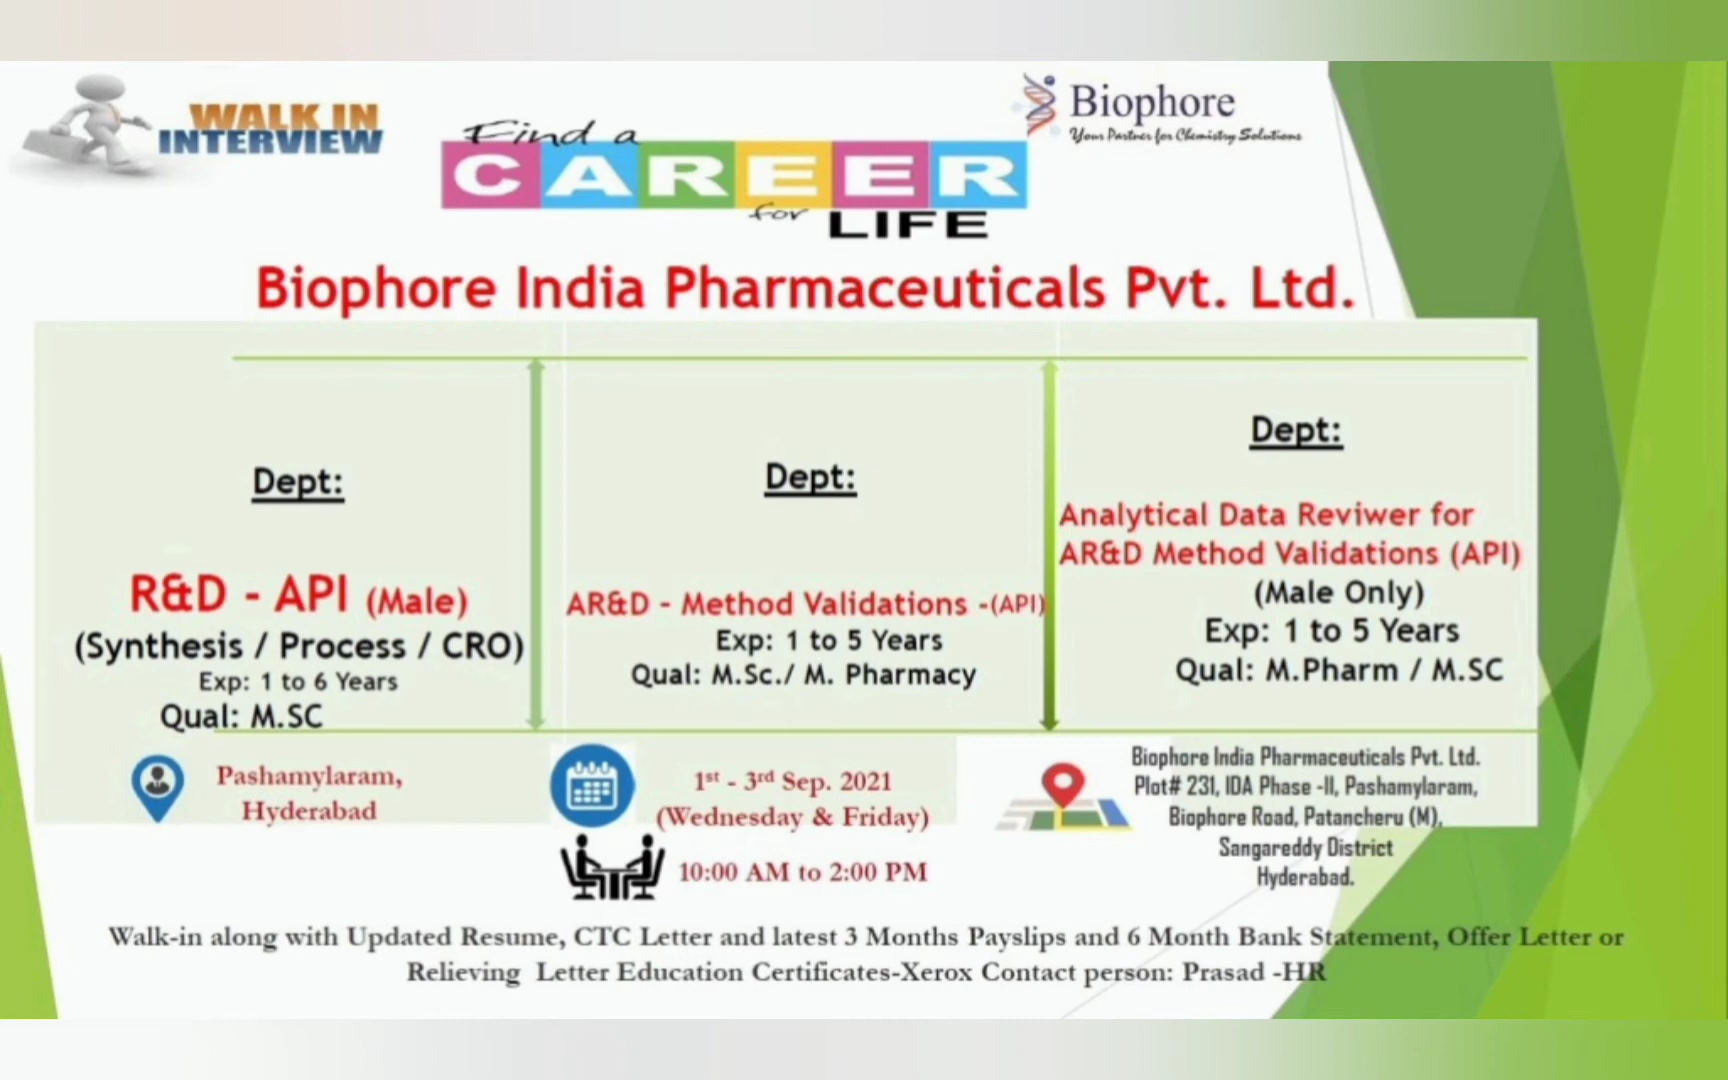 WALK IN
INTERVIEW
Find a
CAREER
for LIFE
Biophore
Your Partner for Chemistry Solutions
Biophore India Pharmaceuticals Pvt. Ltd.
Dept:
R&D - API (Male)
(Synthesis / Process / CRO)
Exp: 1 to 6 Years
Qual: M.SC
Dept:
AR&D - Method Validations -(API)
Exp: 1 to 5 Years
Qual: M.Sc./ M. Pharmacy
Dept:
Analytical Data Reviwer for
AR&D Method Validations (API)
(Male Only)
Exp: 1 to 5 Years
Qual: M.Pharm / M.SC
Pashamylaram,
Hyderabad
1st - 3rd Sep. 2021
(Wednesday & Friday)
10:00 AM to 2:00 PM
Biophore India Pharmaceuticals Pvt. Ltd.
Plot# 231, IDA Phase -II, Pashamylaram,
Biophore Road, Patancheru (M),
Sangareddy District
Hyderabad.
Walk-in along with Updated Resume, CTC Letter and latest 3 Months Payslips and 6 Month Bank Statement, Offer Letter or
Relieving Letter Education Certificates-Xerox Contact person: Prasad -HR